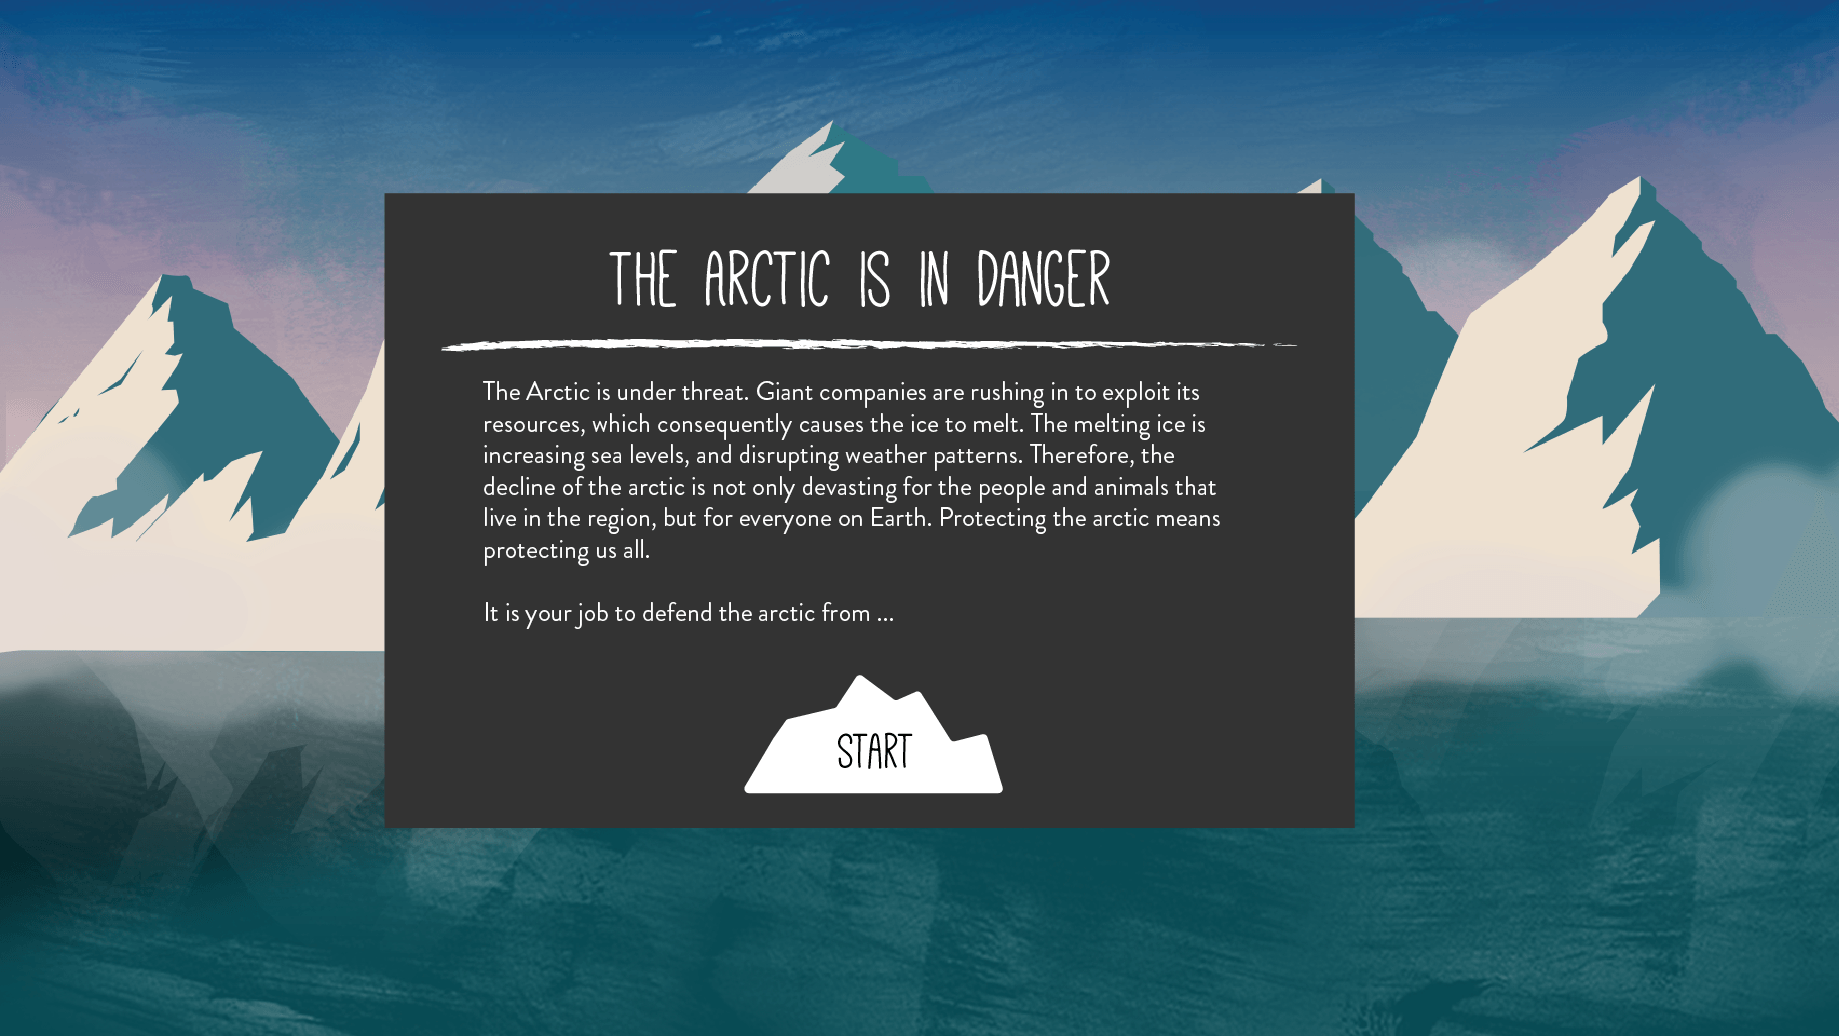 THE ARCTIC IS IN DANGER
The Arctic is under threat. Giant companies are rushing in to exploit its
resources, which consequently causes the ice to melt. The melting ice is
increasing sea levels, and disrupting weather patterns. Therefore, the
decline of the arctic is not only devasting for the people and animals that
live in the region, but for everyone on Earth. Protecting the arctic means
protecting us all.
It is your job to defend the arctic from ...
START